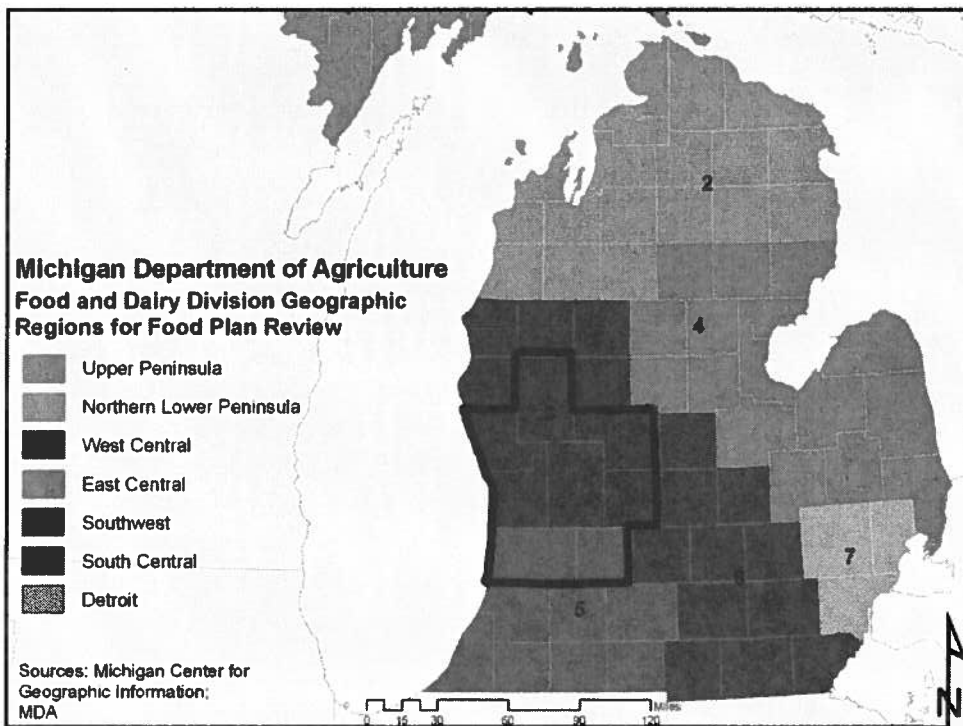 2
Michigan Department of Agriculture
Food and Dairy Division Geographic
Regions for Food Plan Review
4
Upper Peninsula
Northern Lower Peninsula
West Central
3
East Central
Southwest
South Central
7
6
Detroit
5
Sources: Michigan Center for
Geographic Information;
MDA
Miles
0 15 30 60 90 120
N